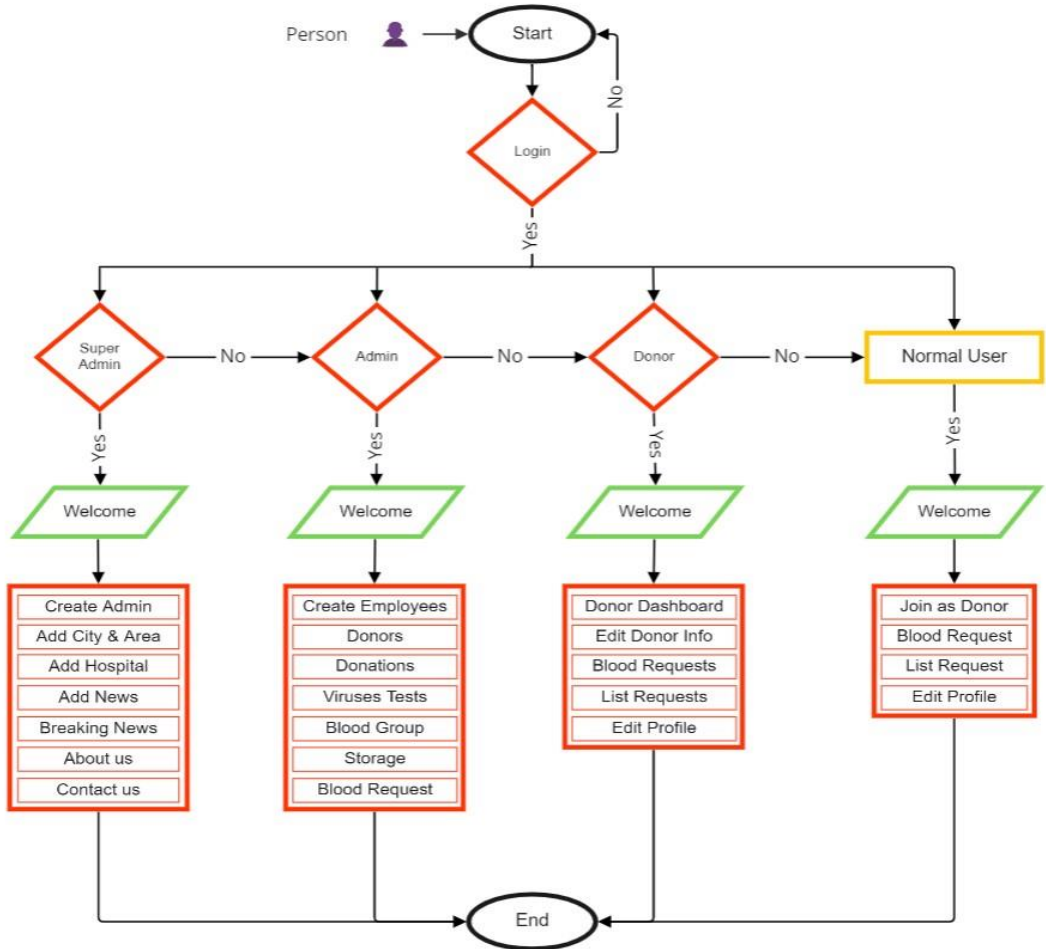 Person
Start
No
Login
Yes
Super
Admin
No
Admin
No
Donor
No
Normal User
Yes
Yes
Yes
Yes
Welcome
Welcome
Welcome
Welcome
Create Admin
Add City & Area
Add Hospital
Add News
Breaking News
About us
Contact us
Create Employees
Donors
Donations
Viruses Tests
Blood Group
Storage
Blood Request
Donor Dashboard
Edit Donor Info
Blood Requests
List Requests
Edit Profile
Join as Donor
Blood Request
List Request
Edit Profile
End